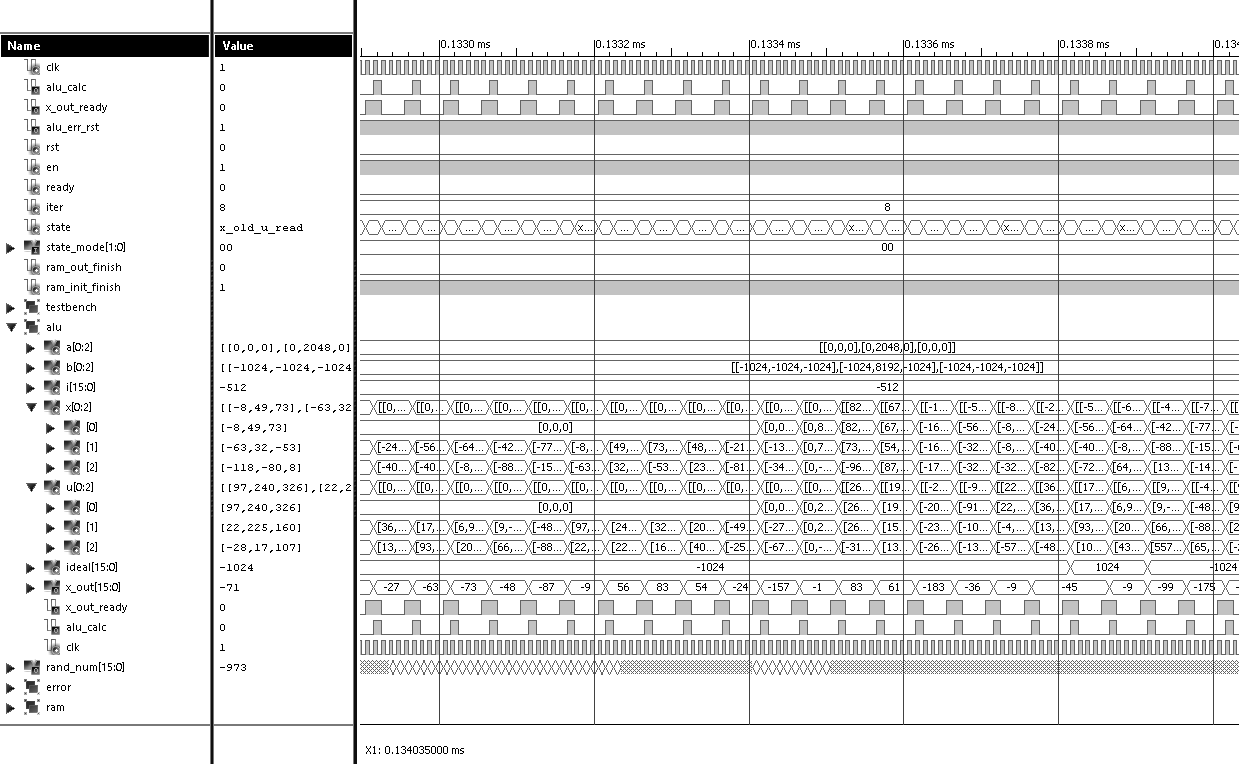 0.1330 ms 0.1332 ms 0.1334 ms 0.1336 ms 0.1338 ms 0.134
Name Value
clk 1
alu_calc 0
x_out_ready 0
alu_err_rst 1
rst 0
en 1
ready 0
iter 8 8
state x_old_u_read ... ... ... ... ... x... ... ... ... ... ... ... x... ... ... ... x... ... ... x... ... ...
state_mode[1:0] 00 00
ram_out_finish 0
ram_init_finish 1
testbench
alu
a[0:2] [[0,0,0],[0,2048,0] [[0,0,0],[0,2048,0],[0,0,0]]
b[0:2] [[-1024,-1024,-1024 [[-1024,-1024,-1024],[-1024,8192,-1024],[-1024,-1024,-1024]]
i[15:0] -512 -512
x[0:2] [[-8,49,73],[-63,32 [[0,... [[0,... [[0,... [[0,... [[0,... [[0,... [[0,... [[0,... [[0,... [[0,... [[0,... [[0,... [[82... [[67... [[-1... [[-5... [[-8... [[-2... [[-5... [[-6... [[-4... [[-7...
[0] [-8,49,73] [0,0,0] [0,0... [0,8... [82,... [67,... [-16... [-56... [-8,... [-24... [-56... [-64... [-42... [-77...
[1] [-63,32,-53] [-24... [-56... [-64... [-42... [-77... [-8,... [49,... [73,... [48,... [-21... [-13... [0,7... [73,... [54,... [-16... [-32... [-8,... [-40... [-40... [-8,... [-88... [-15...
[2] [-118,-80,8] [-40... [-40... [-8,... [-88... [-15... [-63... [32,... [-53... [23... [-81... [-34... [0,-... [-96... [87,... [-17... [-32... [-32... [-82... [-72... [64,... [13... [-14...
u[0:2] [[97,240,326],[22,2 [[0,... [[0,... [[0,... [[0,... [[0,... [[0,... [[0,... [[0,... [[0,... [[0,... [[0,... [[0,... [[26... [[19... [[-2... [[-9... [[22... [[36... [[17... [[6,... [[9,... [[-4...
[0] [97,240,326] [0,0,0] [0,0... [0,2... [26... [19... [-20... [-91... [22,... [36,... [17,... [6,9... [9,-... [-48...
[1] [22,225,160] [36,... [17,... [6,9... [9,-... [-48... [97,... [24... [32... [20... [-49... [-27... [0,2... [26... [15... [-23... [-10... [-4,... [13,... [93,... [20... [66,... [-88...
[2] [-28,17,107] [13,... [93,... [20... [66,... [-88... [22,... [22... [16... [40... [-25... [-67... [0,-... [-31... [13... [-26... [-13... [-57... [-48... [10... [43... [557... [65,...
ideal[15:0] -1024 -1024 1024 -1024
x_out[15:0] -71 -27 -63 -73 -48 -87 -9 56 83 54 -24 -157 -1 83 61 -183 -36 -9 -45 -9 -99 -175
x_out_ready 0
alu_calc 0
clk 1
rand_num[15:0] -973
error
ram
X1: 0.134035000 ms